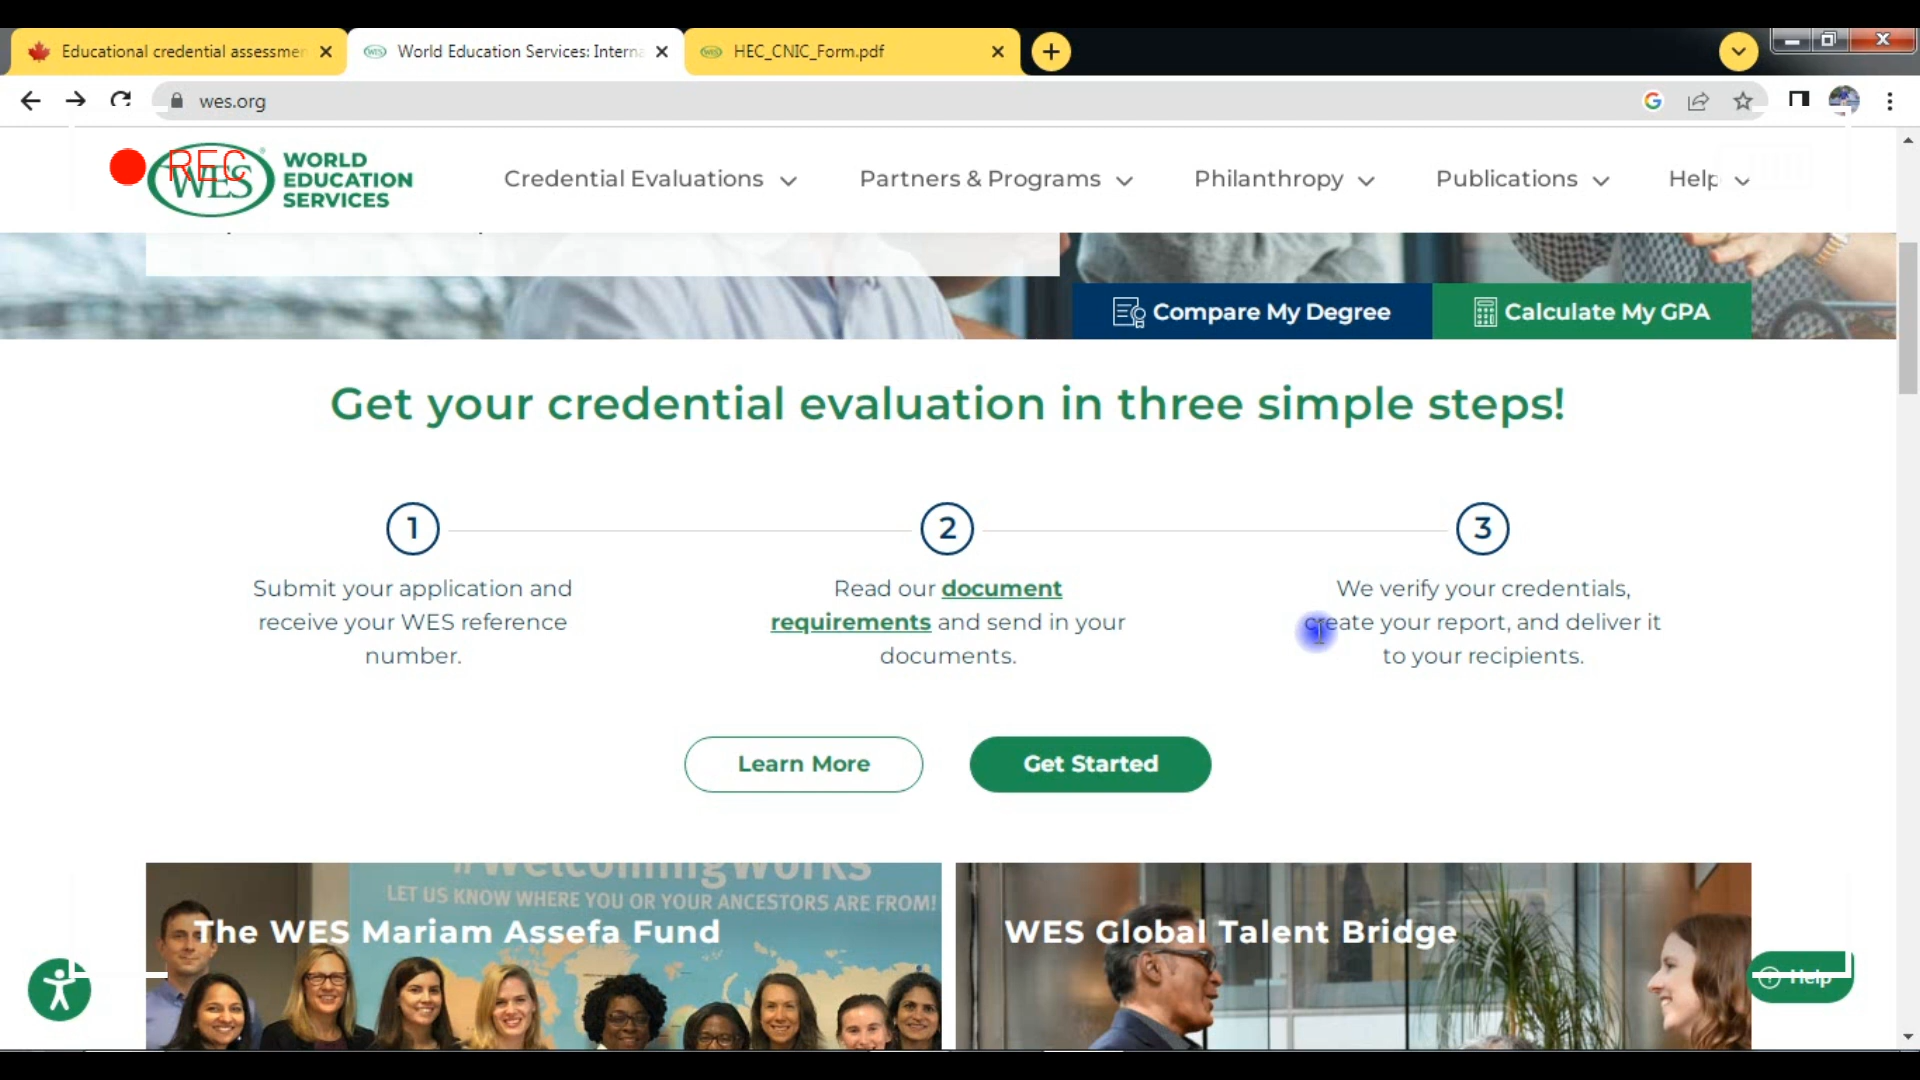 Educational credential assessmen
World Education Services: Interna
HEC_CNIC_Form.pdf
wes.org
REC
WES
WORLD
EDUCATION
SERVICES
Credential Evaluations
Partners & Programs
Philanthropy
Publications
Help
Compare My Degree
Calculate My GPA
Get your credential evaluation in three simple steps!
1
2
3
Submit your application and
receive your WES reference
number.
Read our document
requirements and send in your
documents.
We verify your credentials,
create your report, and deliver it
to your recipients.
Learn More
Get Started
#WelcomingWorks
LET US KNOW WHERE YOU OR YOUR ANCESTORS ARE FROM!
The WES Mariam Assefa Fund
WES Global Talent Bridge
Help